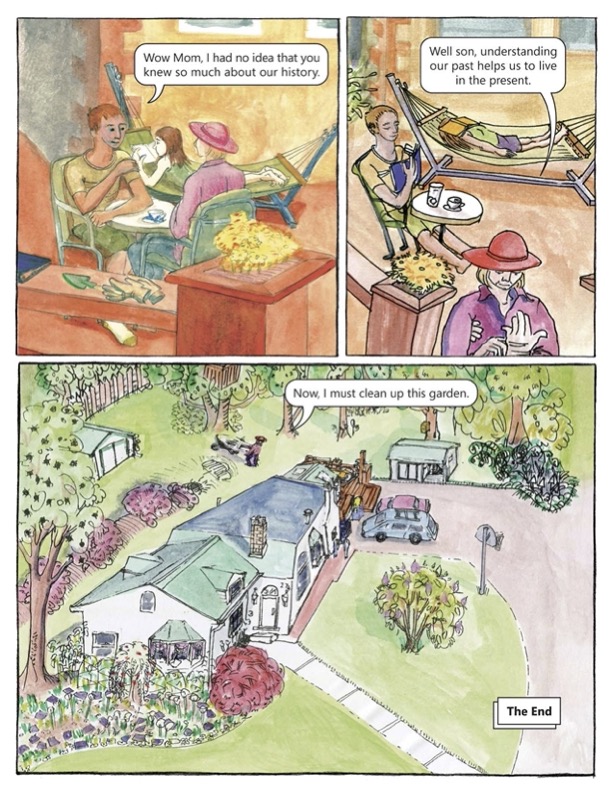 Wow Mom, I had no idea that you
knew so much about our history.
Well son, understanding
our past helps us to live
in the present.
Now, I must clean up this garden.
The End